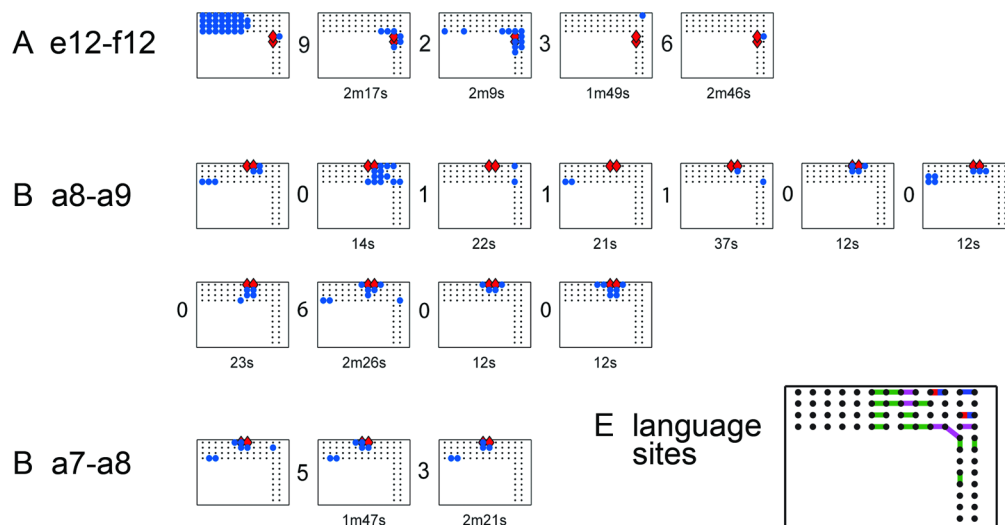 A e12-f12
9 2 3 6
2m17s 2m9s 1m49s 2m46s
B a8-a9
0 1 1 1 0 0
14s 22s 21s 37s 12s 12s
0 6 0 0
23s 2m26s 12s 12s
B a7-a8
5 3
1m47s 2m21s
E language
sites